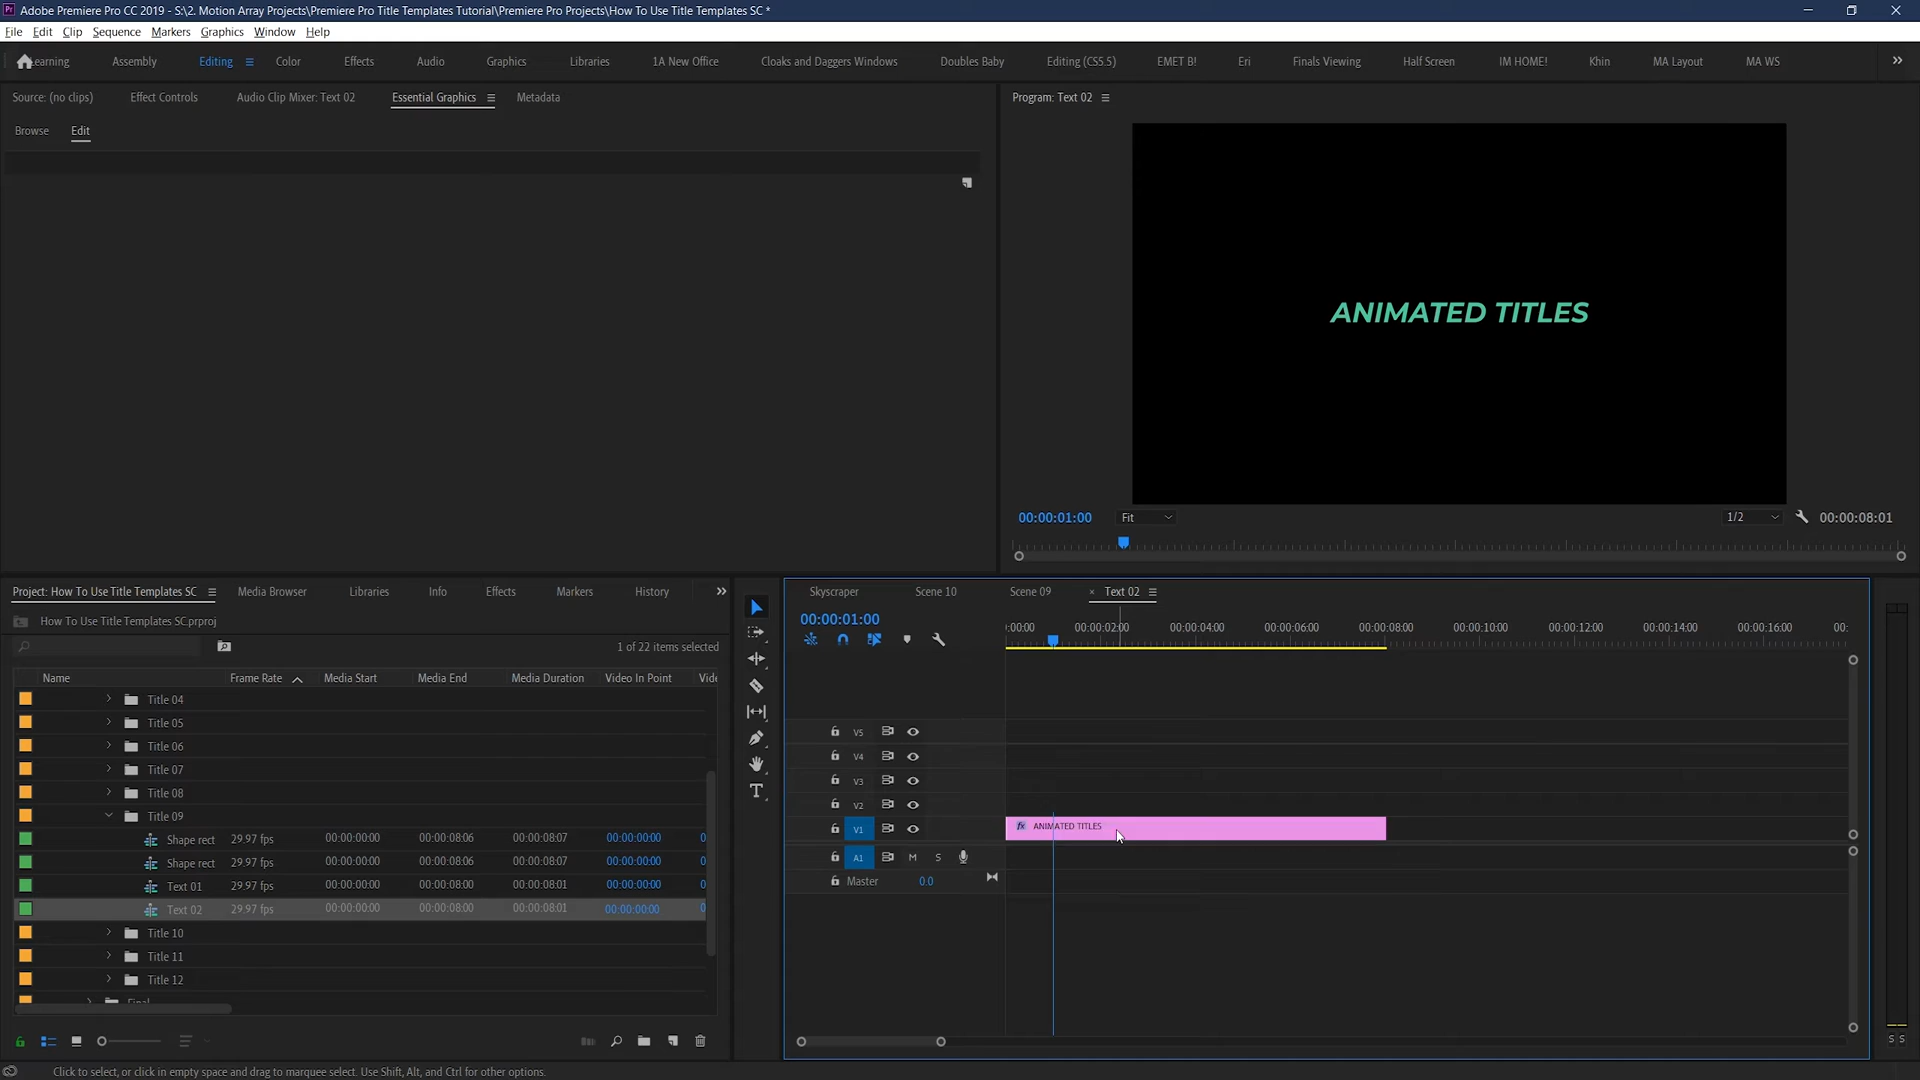 Adobe Premiere Pro CC 2019 - S:\2. Motion Array Projects\Premiere Pro Title Templates Tutorial\Premiere Pro Projects\How To Use Title Templates SC *
File Edit Clip Sequence Markers Graphics Window Help
Learning Assembly Editing Color Effects Audio Graphics Libraries 1A New Office Cloaks and Daggers Windows Doubles Baby Editing (CS5.5) EMET B! Eri Finals Viewing Half Screen IM HOME! Khin MA Layout MA WS
Source: (no clips) Effect Controls Audio Clip Mixer: Text 02 Essential Graphics Metadata
Program: Text 02
Browse Edit
ANIMATED TITLES
00:00:01:00 Fit 1/2 00:00:08:01
Project: How To Use Title Templates SC Media Browser Libraries Info Effects Markers History
How To Use Title Templates SC.prproj
1 of 22 items selected
Name Frame Rate Media Start Media End Media Duration Video In Point
Title 04
Title 05
Title 06
Title 07
Title 08
Title 09
Shape rect 29.97 fps 00:00:00:00 00:00:08:06 00:00:08:07 00:00:00:00
Shape rect 29.97 fps 00:00:00:00 00:00:08:06 00:00:08:07 00:00:00:00
Text 01 29.97 fps 00:00:00:00 00:00:08:00 00:00:08:01 00:00:00:00
Text 02 29.97 fps 00:00:00:00 00:00:08:00 00:00:08:01 00:00:00:00
Title 10
Title 11
Title 12
Final
Skyscraper Scene 10 Scene 09 × Text 02
00:00:01:00
:00:00 00:00:02:00 00:00:04:00 00:00:06:00 00:00:08:00 00:00:10:00 00:00:12:00 00:00:14:00 00:00:16:00 00:
V5
V4
V3
V2
V1 fx ANIMATED TITLES
A1 M S
Master 0.0
S S
Click to select, or click in empty space and drag to marquee select. Use Shift, Alt, and Ctrl for other options.